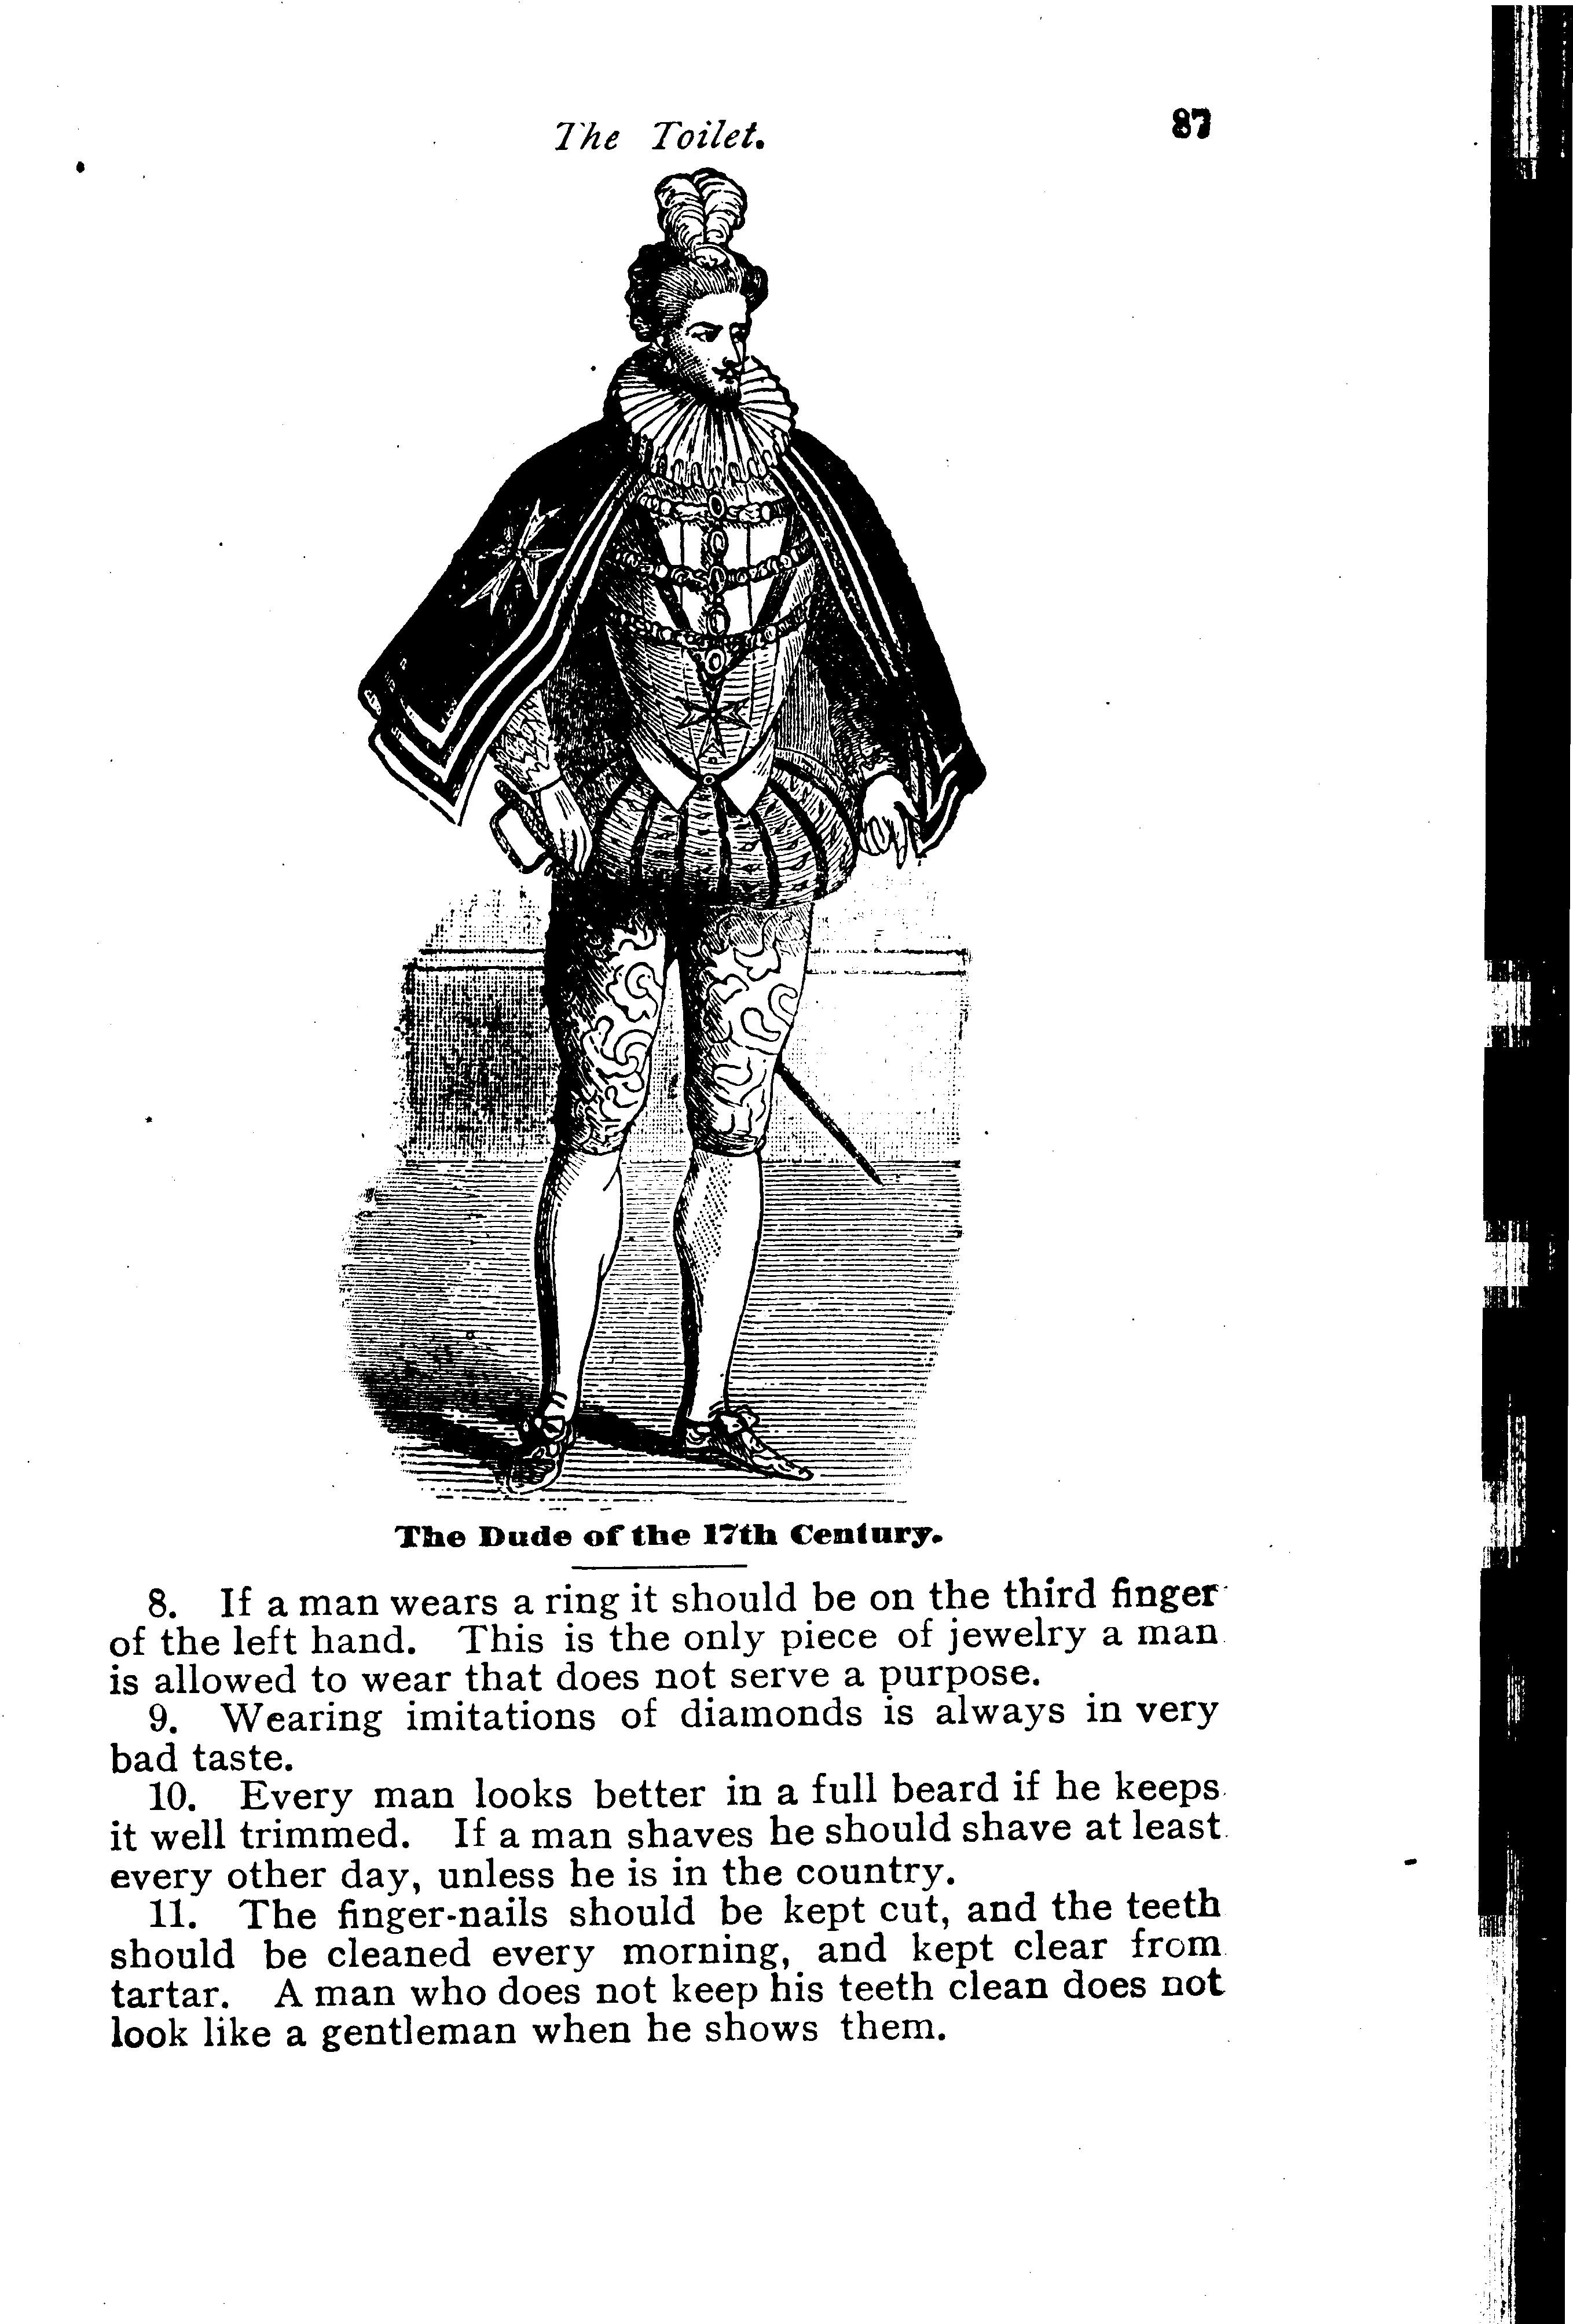 The Toilet.
87
The Dude of the 17th Century.
8. If a man wears a ring it should be on the third finger
of the left hand. This is the only piece of jewelry a man
is allowed to wear that does not serve a purpose.
9. Wearing imitations of diamonds is always in very
bad taste.
10. Every man looks better in a full beard if he keeps
it well trimmed. If a man shaves he should shave at least
every other day, unless he is in the country.
11. The finger-nails should be kept cut, and the teeth
should be cleaned every morning, and kept clear from
tartar. A man who does not keep his teeth clean does not
look like a gentleman when he shows them.